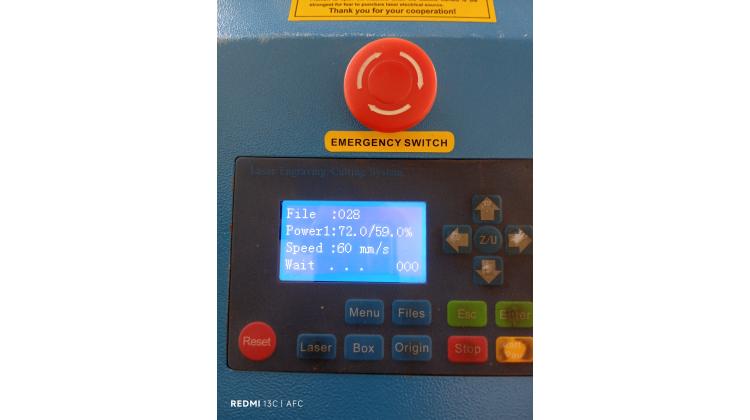 strongest for fear to puncture laser electrical source.
Thank you for your cooperation!
EMERGENCY SWITCH
Laser Engraving/Cutting System
File :028
Power1:72.0/59.0%
Speed :60 mm/s
Wait . . . 000
Z/U
Menu Files Esc Enter
Reset Laser Box Origin Stop
REDMI 13C | AFC